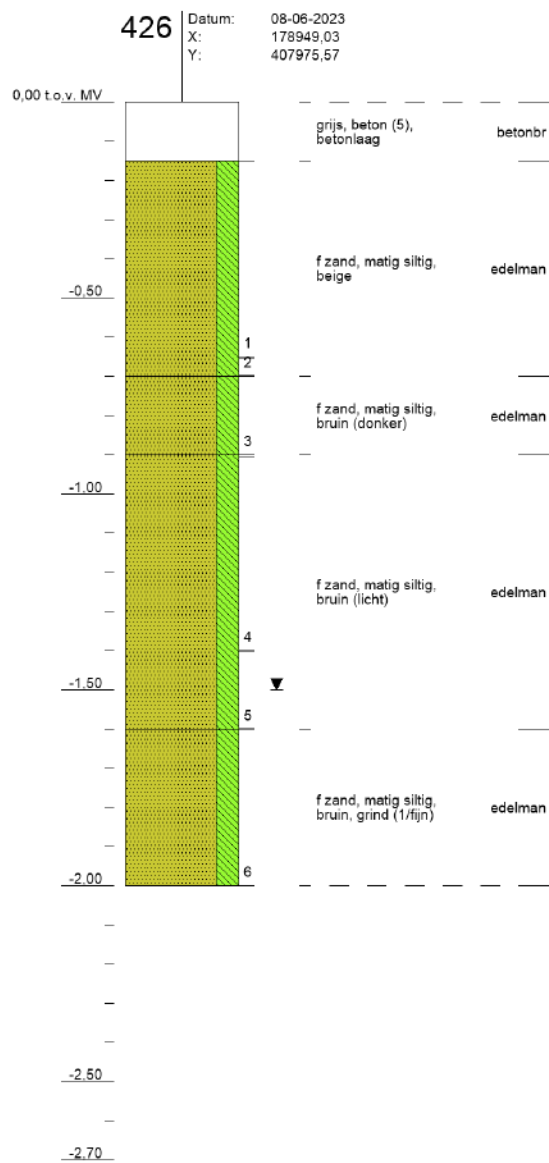 426
Datum: 08-06-2023
X: 178949,03
Y: 407975,57
0,00 t.o.v. MV
grijs, beton (5),
betonlaag
betonbr
f zand, matig siltig,
beige
edelman
-0,50
1
2
f zand, matig siltig,
bruin (donker)
edelman
3
-1,00
f zand, matig siltig,
bruin (licht)
edelman
4
-1,50
5
f zand, matig siltig,
bruin, grind (1/fijn)
edelman
6
-2,00
-2,50
-2,70